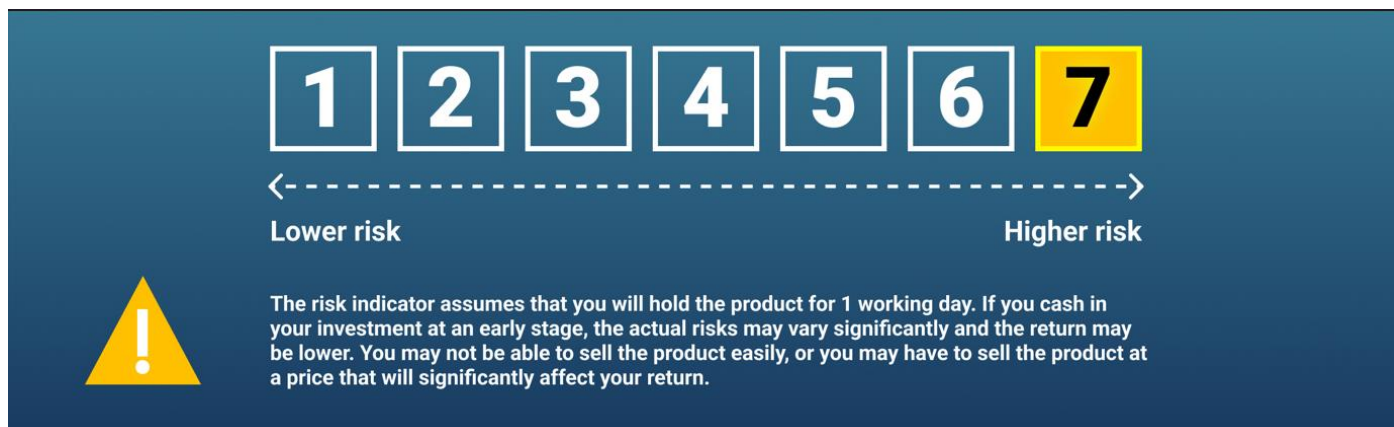 1 2 3 4 5 6 7
Lower risk Higher risk
The risk indicator assumes that you will hold the product for 1 working day. If you cash in
your investment at an early stage, the actual risks may vary significantly and the return may
be lower. You may not be able to sell the product easily, or you may have to sell the product at
a price that will significantly affect your return.